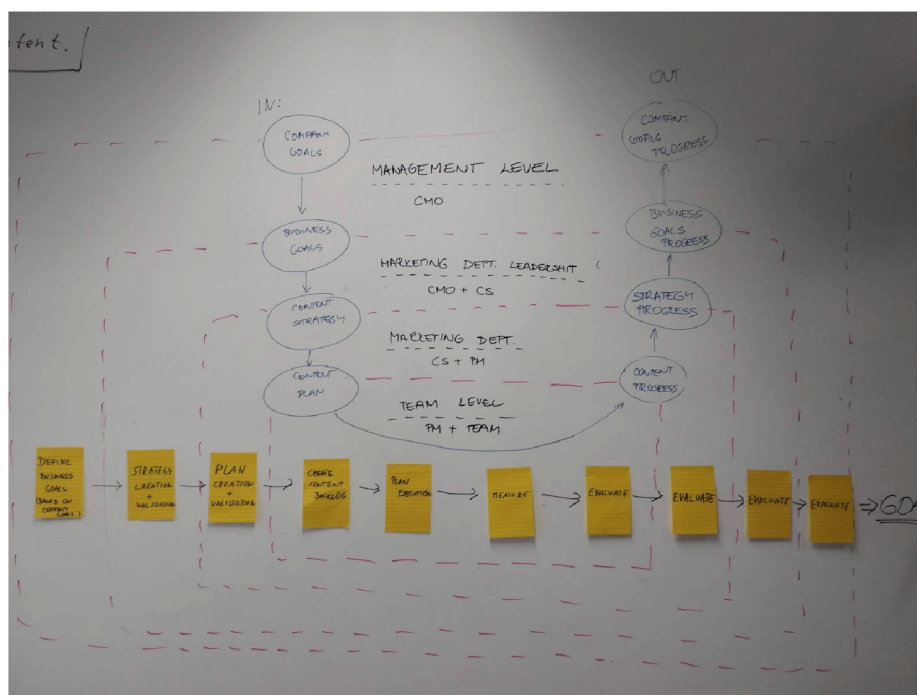 tent.
IN:
OUT
COMPANY
GOALS
COMPANY
GOALS
PROGRESS
MANAGEMENT LEVEL
CMO
BUSINESS
GOALS
BUSINESS
GOALS
PROGRESS
MARKETING DEPT. LEADERSHIT
CMO + CS
CONTENT
STRATEGY
STRATEGY
PROGRESS
MARKETING DEPT.
CS + PM
CONTENT
PLAN
CONTENT
PROGRESS
TEAM LEVEL
PM + TEAM
DEFINE
BUSINESS
GOALS
(BASED ON
COMPANY
GOALS)
STRATEGY
CREATION
+
VALIDATION
PLAN
CREATION
+
VALIDATION
CREATE
CONTENT
BACKLOG
PLAN
EXECUTION
MEASURE
EVALUATE
EVALUATE
EVALUATE
EVALUATE
GOA